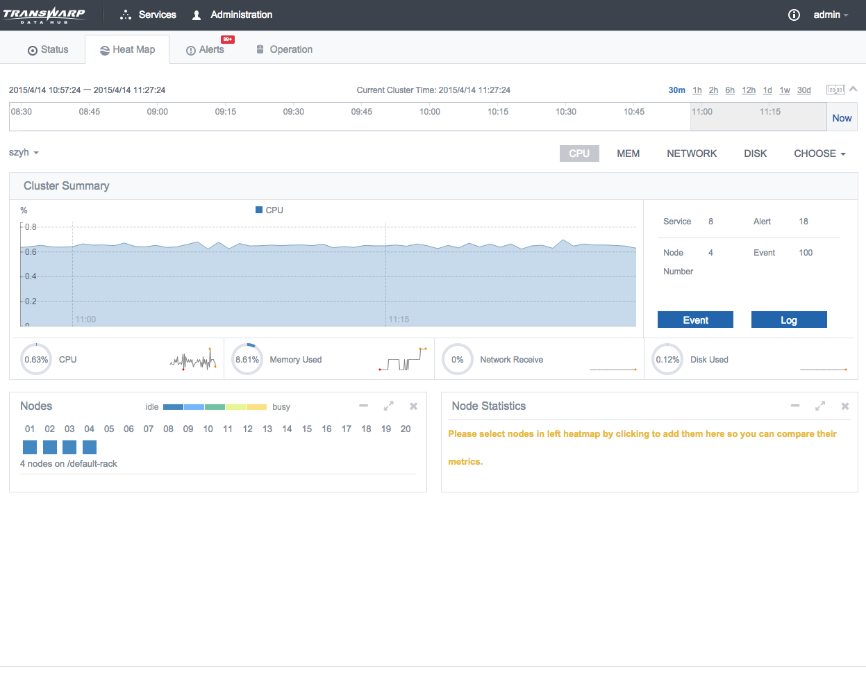 TRANSWARP
DATA HUB
Services
Administration
admin
Status
Heat Map
Alerts
99+
Operation
2015/4/14 10:57:24 — 2015/4/14 11:27:24
Current Cluster Time: 2015/4/14 11:27:24
30m 1h 2h 6h 12h 1d 1w 30d
08:30 08:45 09:00 09:15 09:30 09:45 10:00 10:15 10:30 10:45 11:00 11:15
Now
szyh
CPU MEM NETWORK DISK CHOOSE
Cluster Summary
%
CPU
0.8
0.6
0.4
0.2
0
11:00
11:15
Service 8 Alert 18
Node Number 4 Event 100
Event
Log
0.63% CPU
8.61% Memory Used
0% Network Receive
0.12% Disk Used
Nodes
idle
busy
01 02 03 04 05 06 07 08 09 10 11 12 13 14 15 16 17 18 19 20
4 nodes on /default-rack
Node Statistics
Please select nodes in left heatmap by clicking to add them here so you can compare their
metrics.